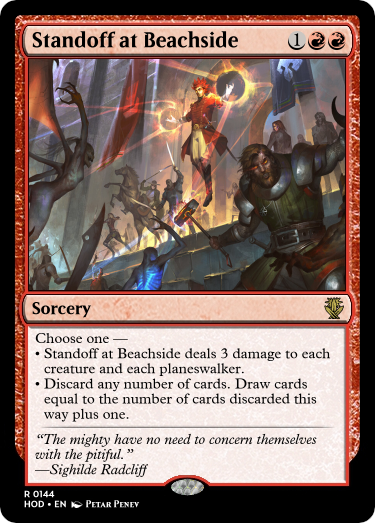 Standoff at Beachside 1
Sorcery
Choose one —
• Standoff at Beachside deals 3 damage to each
creature and each planeswalker.
• Discard any number of cards. Draw cards
equal to the number of cards discarded this
way plus one.
“The mighty have no need to concern themselves
with the pitiful.”
—Sighilde Radcliff
R 0144
HOD • EN Petar Penev